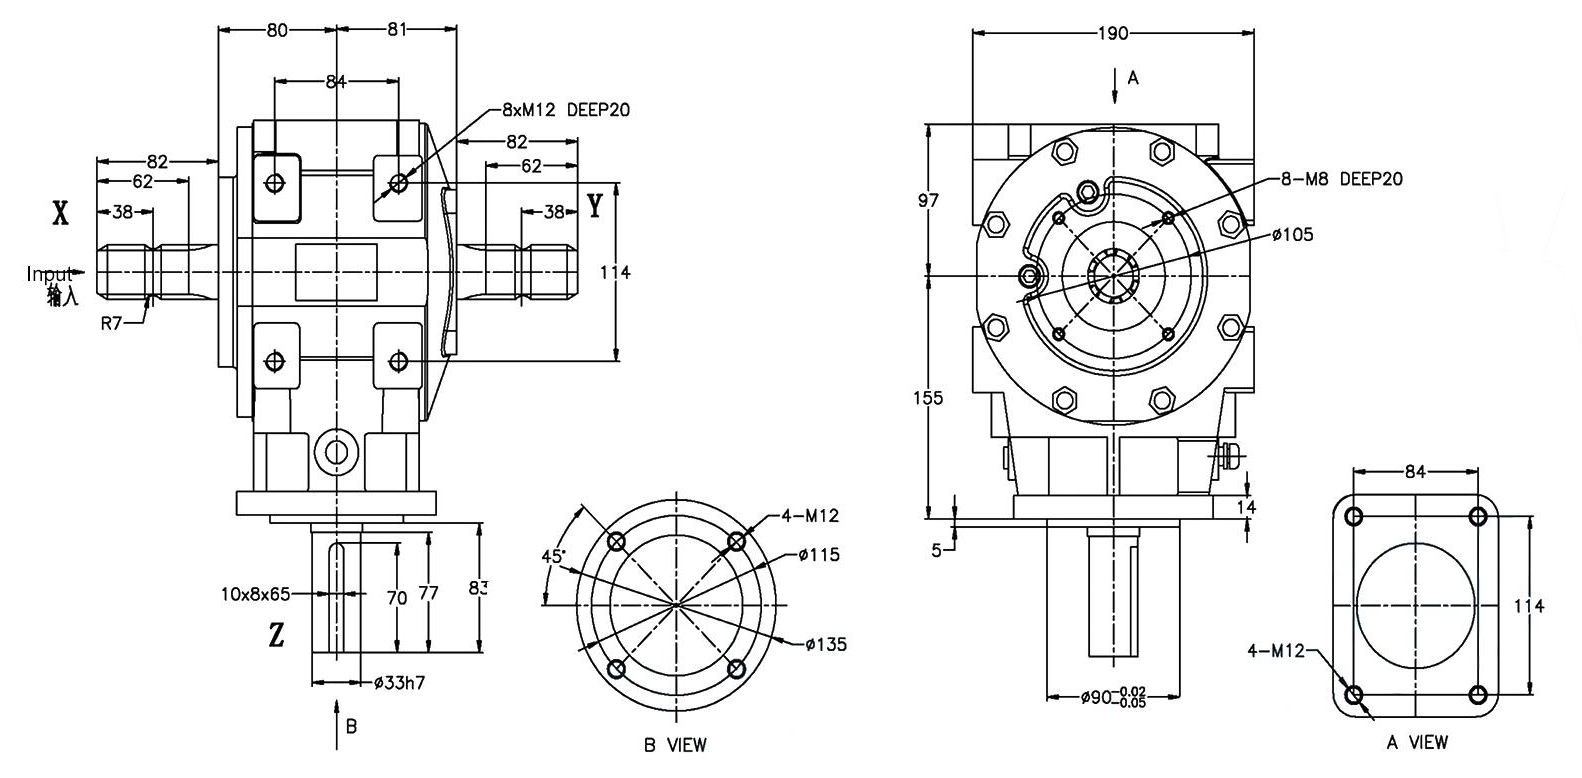 80
81
84
8xM12 DEEP20
82
82
62
62
38
38
X
Y
Input
输入
114
R7
10x8x65
70
77
83
Z
ø33h7
B
45°
4-M12
ø115
ø135
B VIEW
190
A
97
8-M8 DEEP20
ø105
155
14
5
ø90-0.02
-0.05
84
114
4-M12
A VIEW